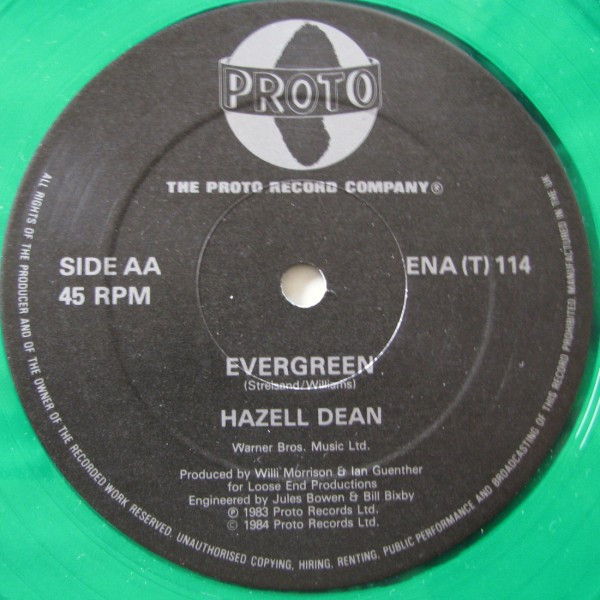 PROTO
THE PROTO RECORD COMPANY®
SIDE AA
45 RPM
ENA (T) 114
EVERGREEN
(Streisand/Williams)
HAZELL DEAN
Warner Bros. Music Ltd.
Produced by Willi Morrison & Ian Guenther
for Loose End Productions
Engineered by Jules Bowen & Bill Bixby
℗ 1983 Proto Records Ltd.
© 1984 Proto Records Ltd.
ALL RIGHTS OF THE PRODUCER AND OF THE OWNER OF THE RECORDED WORK RESERVED. UNAUTHORISED COPYING, HIRING, RENTING, PUBLIC PERFORMANCE AND BROADCASTING OF THIS RECORD PROHIBITED. MANUFACTURED IN THE UK